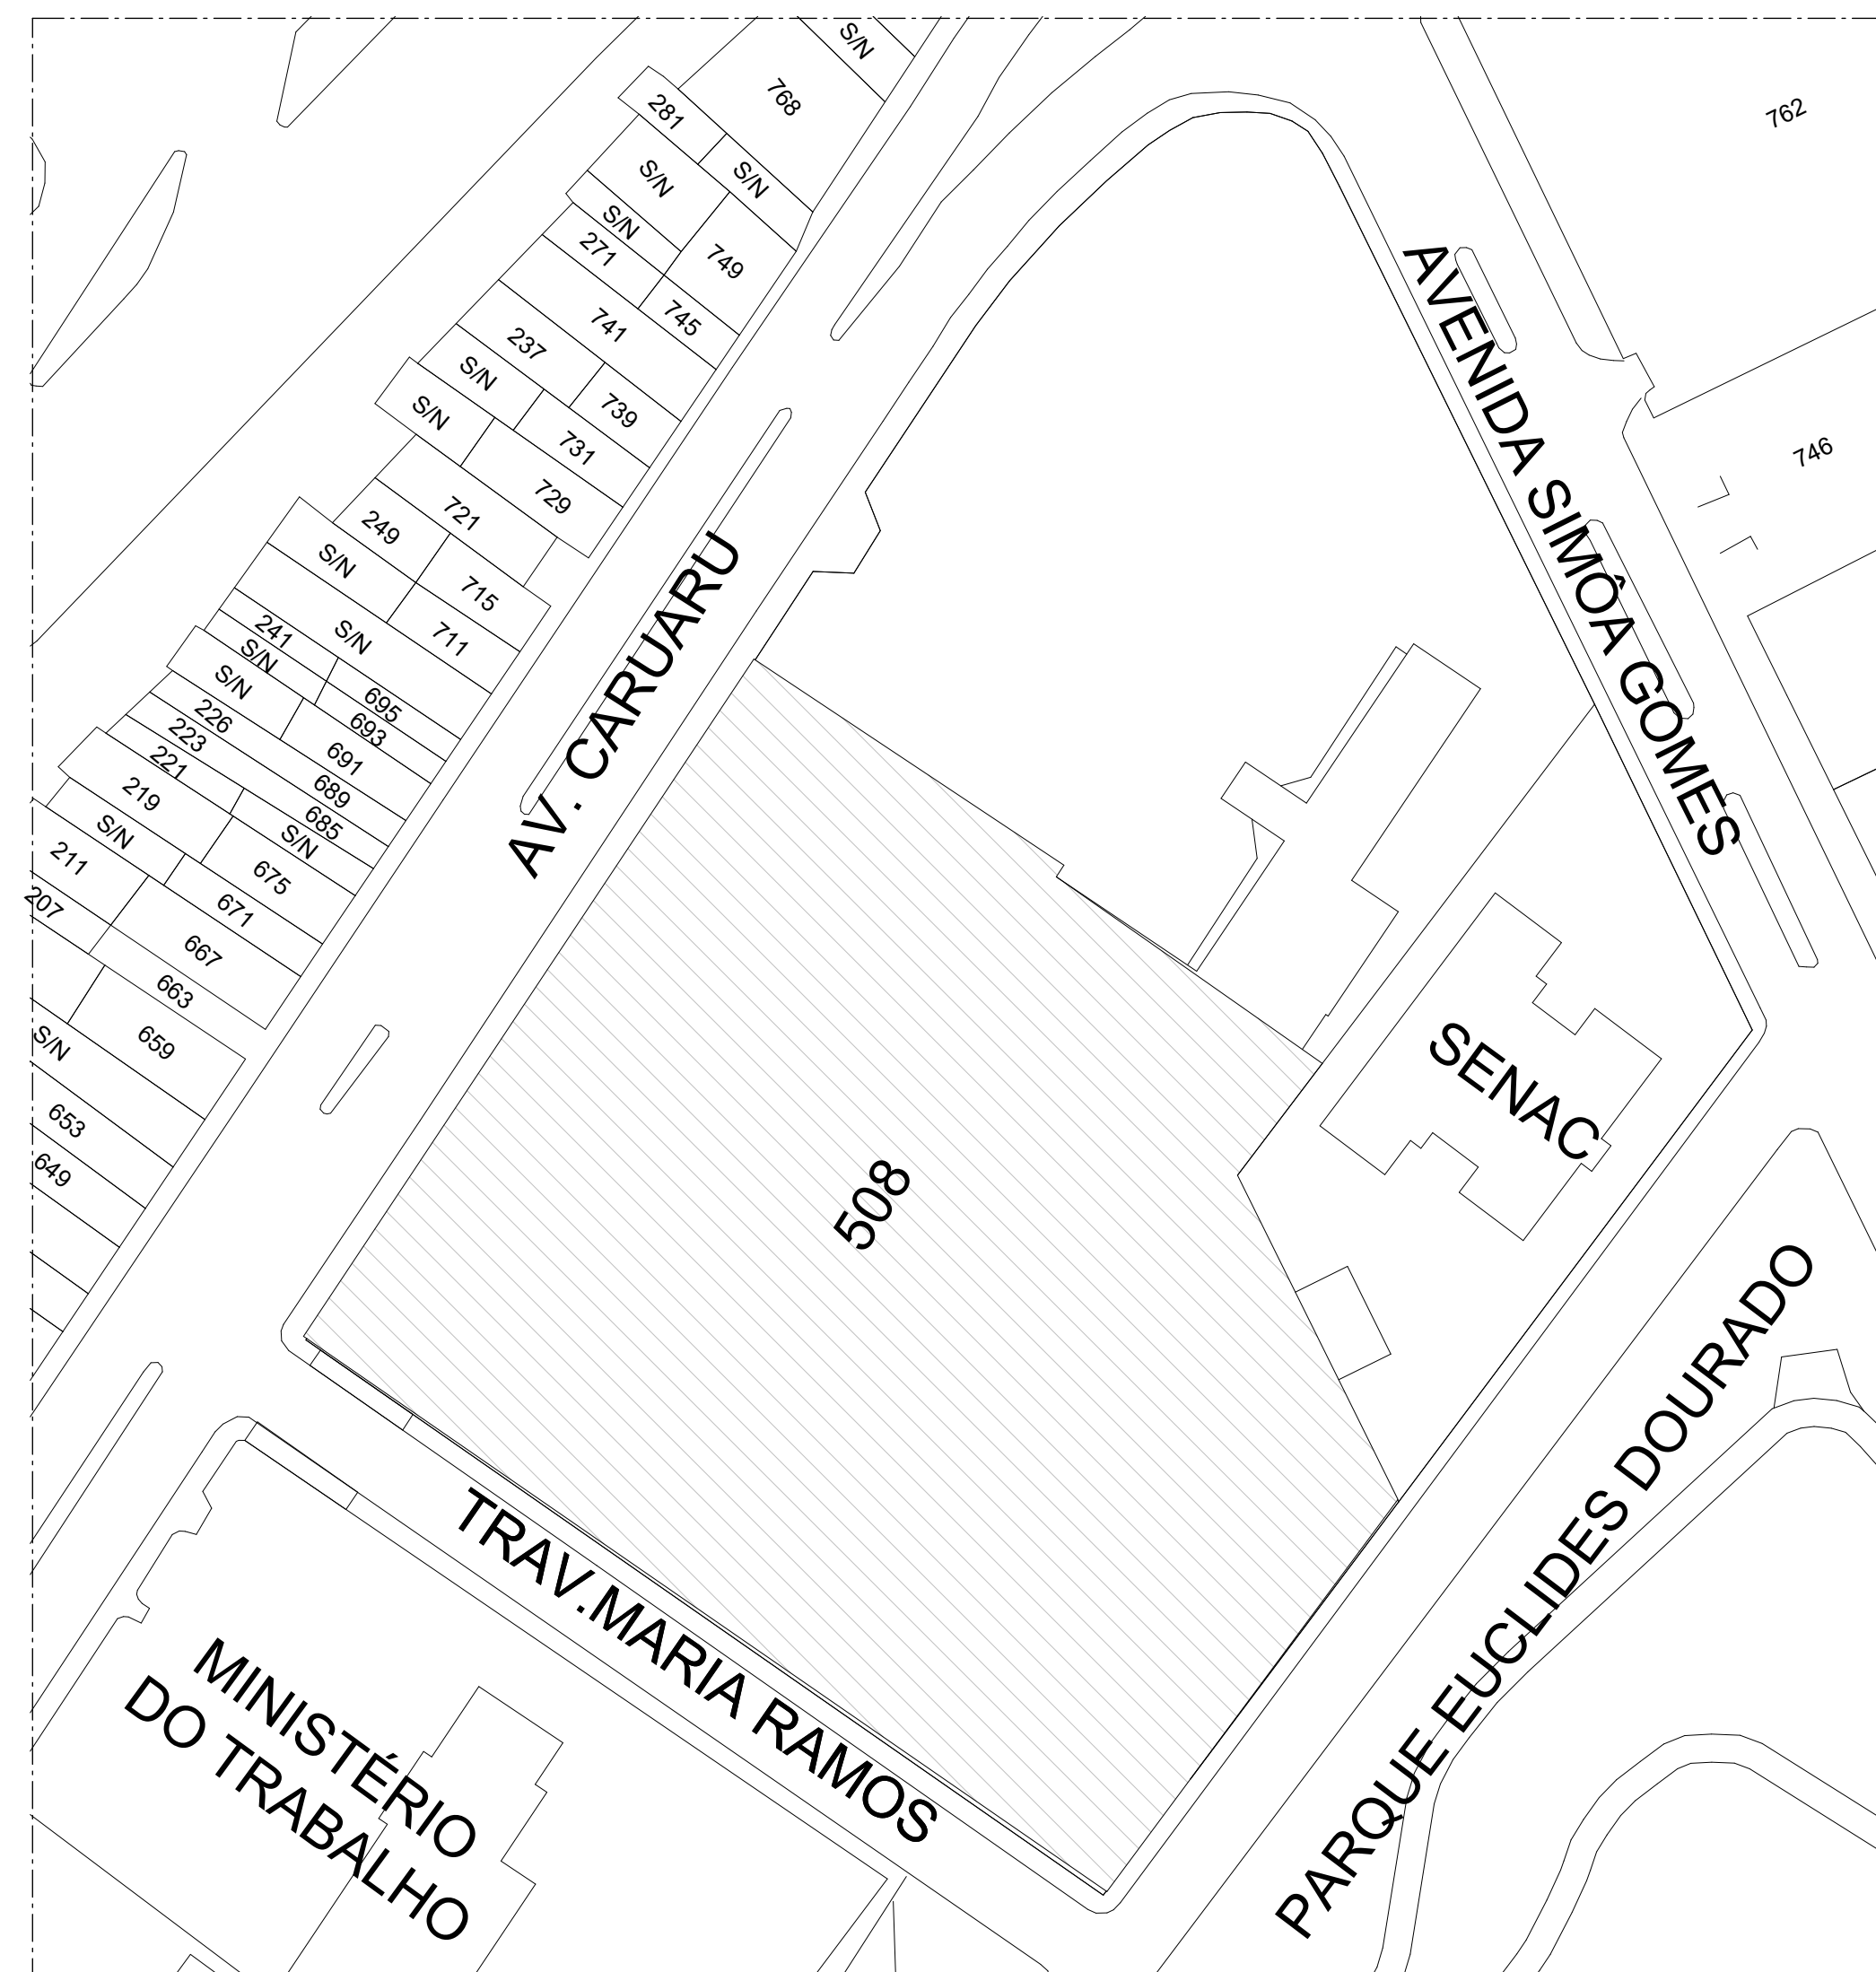 S/N
768
762
281
S/N
S/N
S/N
749
271
745
741
237
739
S/N
731
S/N
729
746
721
249
715
S/N
711
S/N
241
S/N
695
693
S/N
691
226
689
223
685
221
S/N
219
675
S/N
671
211
667
207
663
659
S/N
653
649
AV. CARUARU
AVENIDA SIMÔA GOMES
SENAC
508
PARQUE EUCLIDES DOURADO
TRAV.MARIA RAMOS
MINISTÉRIO
DO TRABALHO